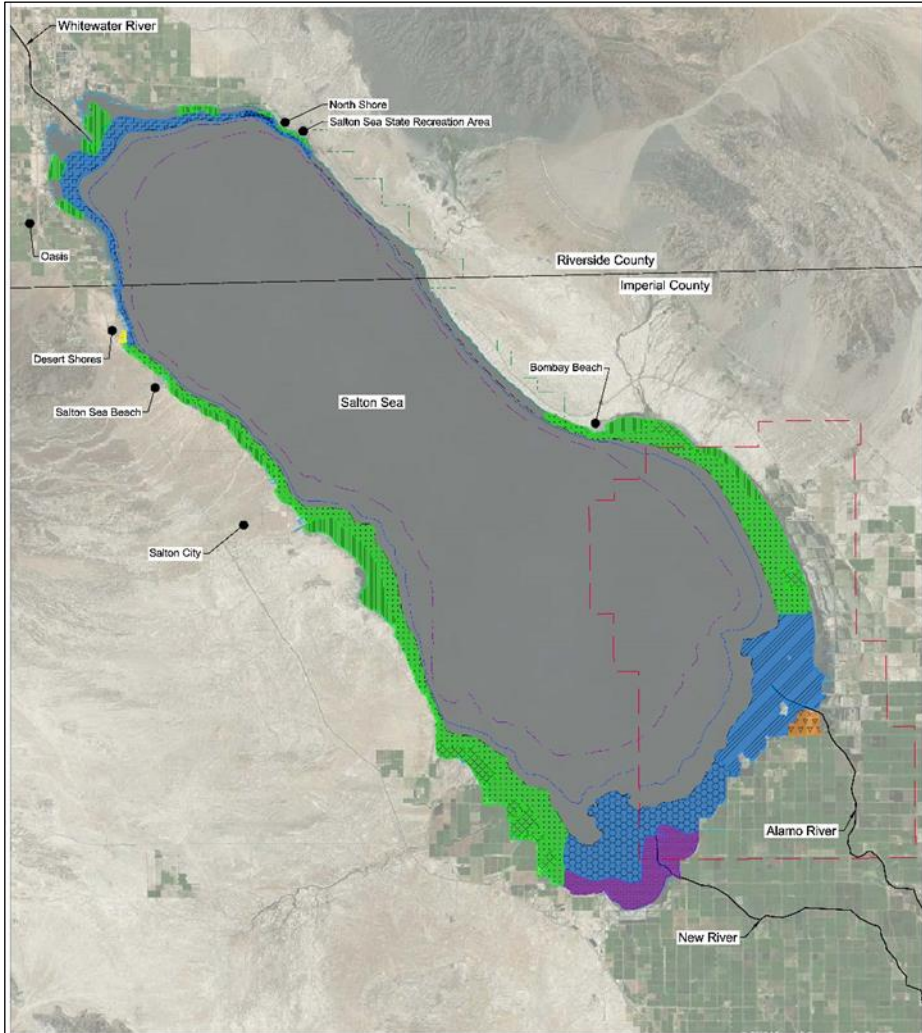 Whitewater River
North Shore
Salton Sea State Recreation Area
Oasis
Riverside County
Imperial County
Desert Shores
Bombay Beach
Salton Sea Beach
Salton Sea
Salton City
Alamo River
New River